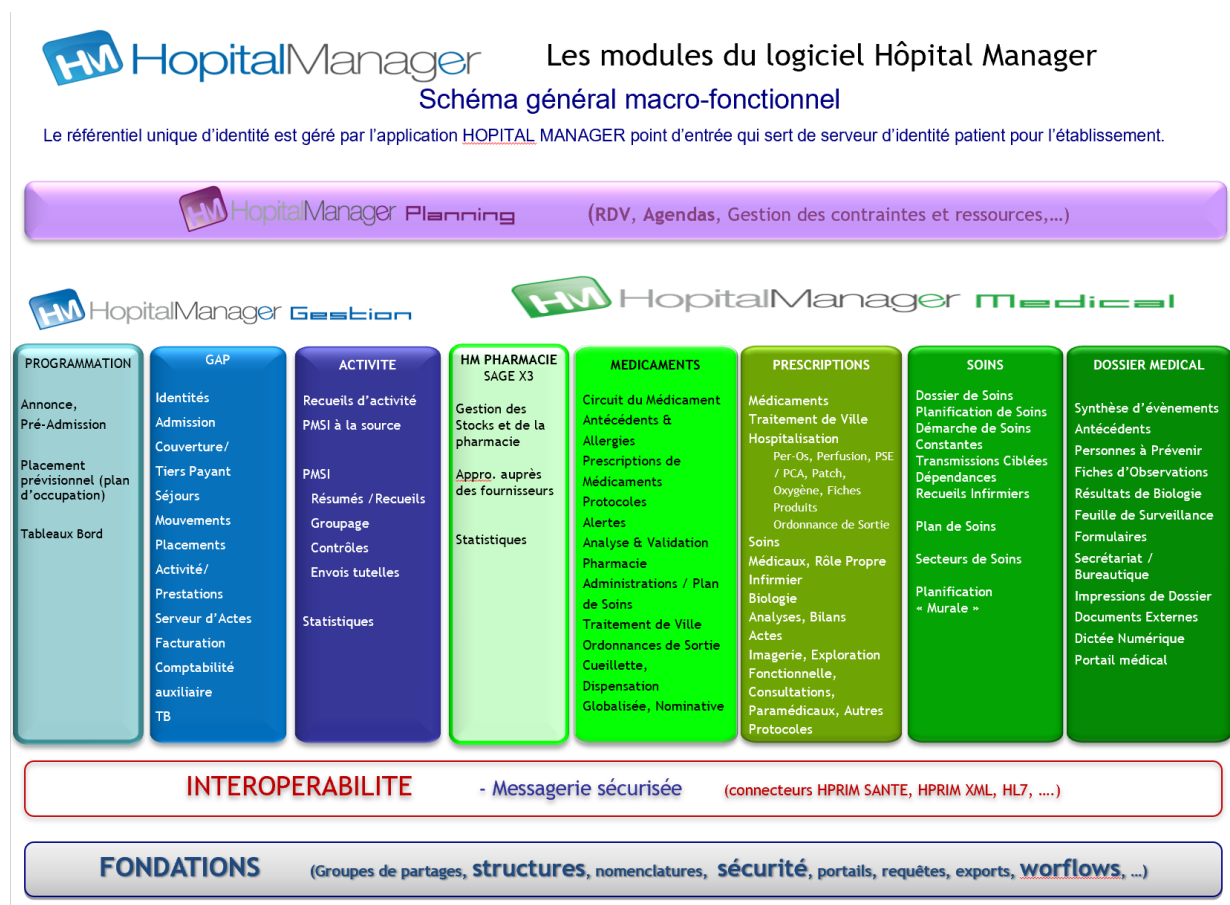 HM HopitalManager
Les modules du logiciel Hôpital Manager
Schéma général macro-fonctionnel
Le référentiel unique d'identité est géré par l'application HOPITAL MANAGER point d'entrée qui sert de serveur d'identité patient pour l'établissement.
HM HopitalManager Planning (RDV, Agendas, Gestion des contraintes et ressources,…)
HM HopitalManager Gestion
HM HopitalManager Medical
PROGRAMMATION
Annonce,
Pré-Admission
Placement
prévisionnel (plan
d'occupation)
Tableaux Bord
GAP
Identités
Admission
Couverture/
Tiers Payant
Séjours
Mouvements
Placements
Activité/
Prestations
Serveur d'Actes
Facturation
Comptabilité
auxiliaire
TB
ACTIVITE
Recueils d'activité
PMSI à la source
PMSI
Résumés /Recueils
Groupage
Contrôles
Envois tutelles
Statistiques
HM PHARMACIE
SAGE X3
Gestion des
Stocks et de la
pharmacie
Appro. auprès
des fournisseurs
Statistiques
MEDICAMENTS
Circuit du Médicament
Antécédents &
Allergies
Prescriptions de
Médicaments
Protocoles
Alertes
Analyse & Validation
Pharmacie
Administrations / Plan
de Soins
Traitement de Ville
Ordonnances de Sortie
Cueillette,
Dispensation
Globalisée, Nominative
PRESCRIPTIONS
Médicaments
Traitement de Ville
Hospitalisation
Per-Os, Perfusion, PSE
/ PCA, Patch,
Oxygène, Fiches
Produits
Ordonnance de Sortie
Soins
Médicaux, Rôle Propre
Infirmier
Biologie
Analyses, Bilans
Actes
Imagerie, Exploration
Fonctionnelle,
Consultations,
Paramédicaux, Autres
Protocoles
SOINS
Dossier de Soins
Planification de Soins
Démarche de Soins
Constantes
Transmissions Ciblées
Dépendances
Recueils Infirmiers
Plan de Soins
Secteurs de Soins
Planification
« Murale »
DOSSIER MEDICAL
Synthèse d'évènements
Antécédents
Personnes à Prévenir
Fiches d'Observations
Résultats de Biologie
Feuille de Surveillance
Formulaires
Secrétariat /
Bureautique
Impressions de Dossier
Documents Externes
Dictée Numérique
Portail médical
INTEROPERABILITE - Messagerie sécurisée (connecteurs HPRIM SANTE, HPRIM XML, HL7, ….)
FONDATIONS (Groupes de partages, structures, nomenclatures, sécurité, portails, requêtes, exports, worflows, …)